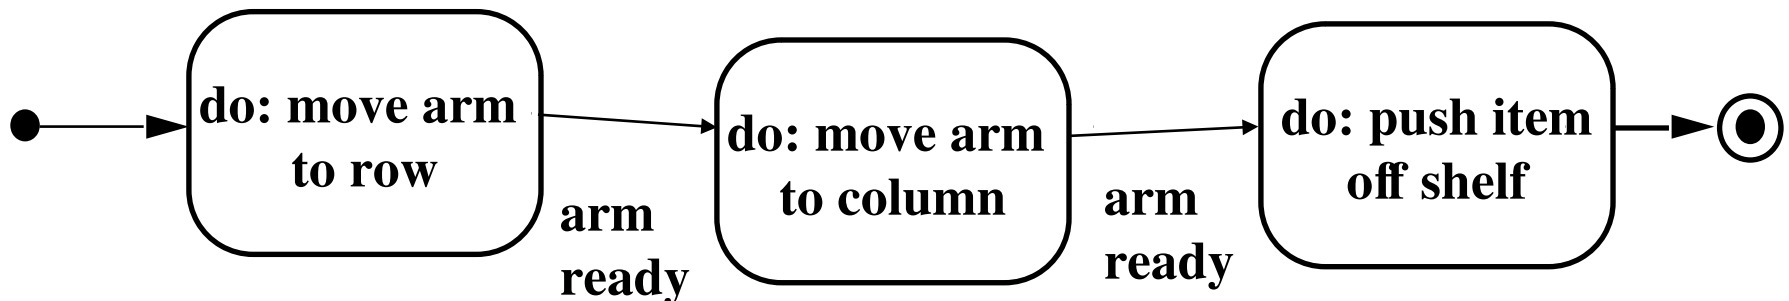 do: move arm
to row
arm
ready
do: move arm
to column
arm
ready
do: push item
off shelf